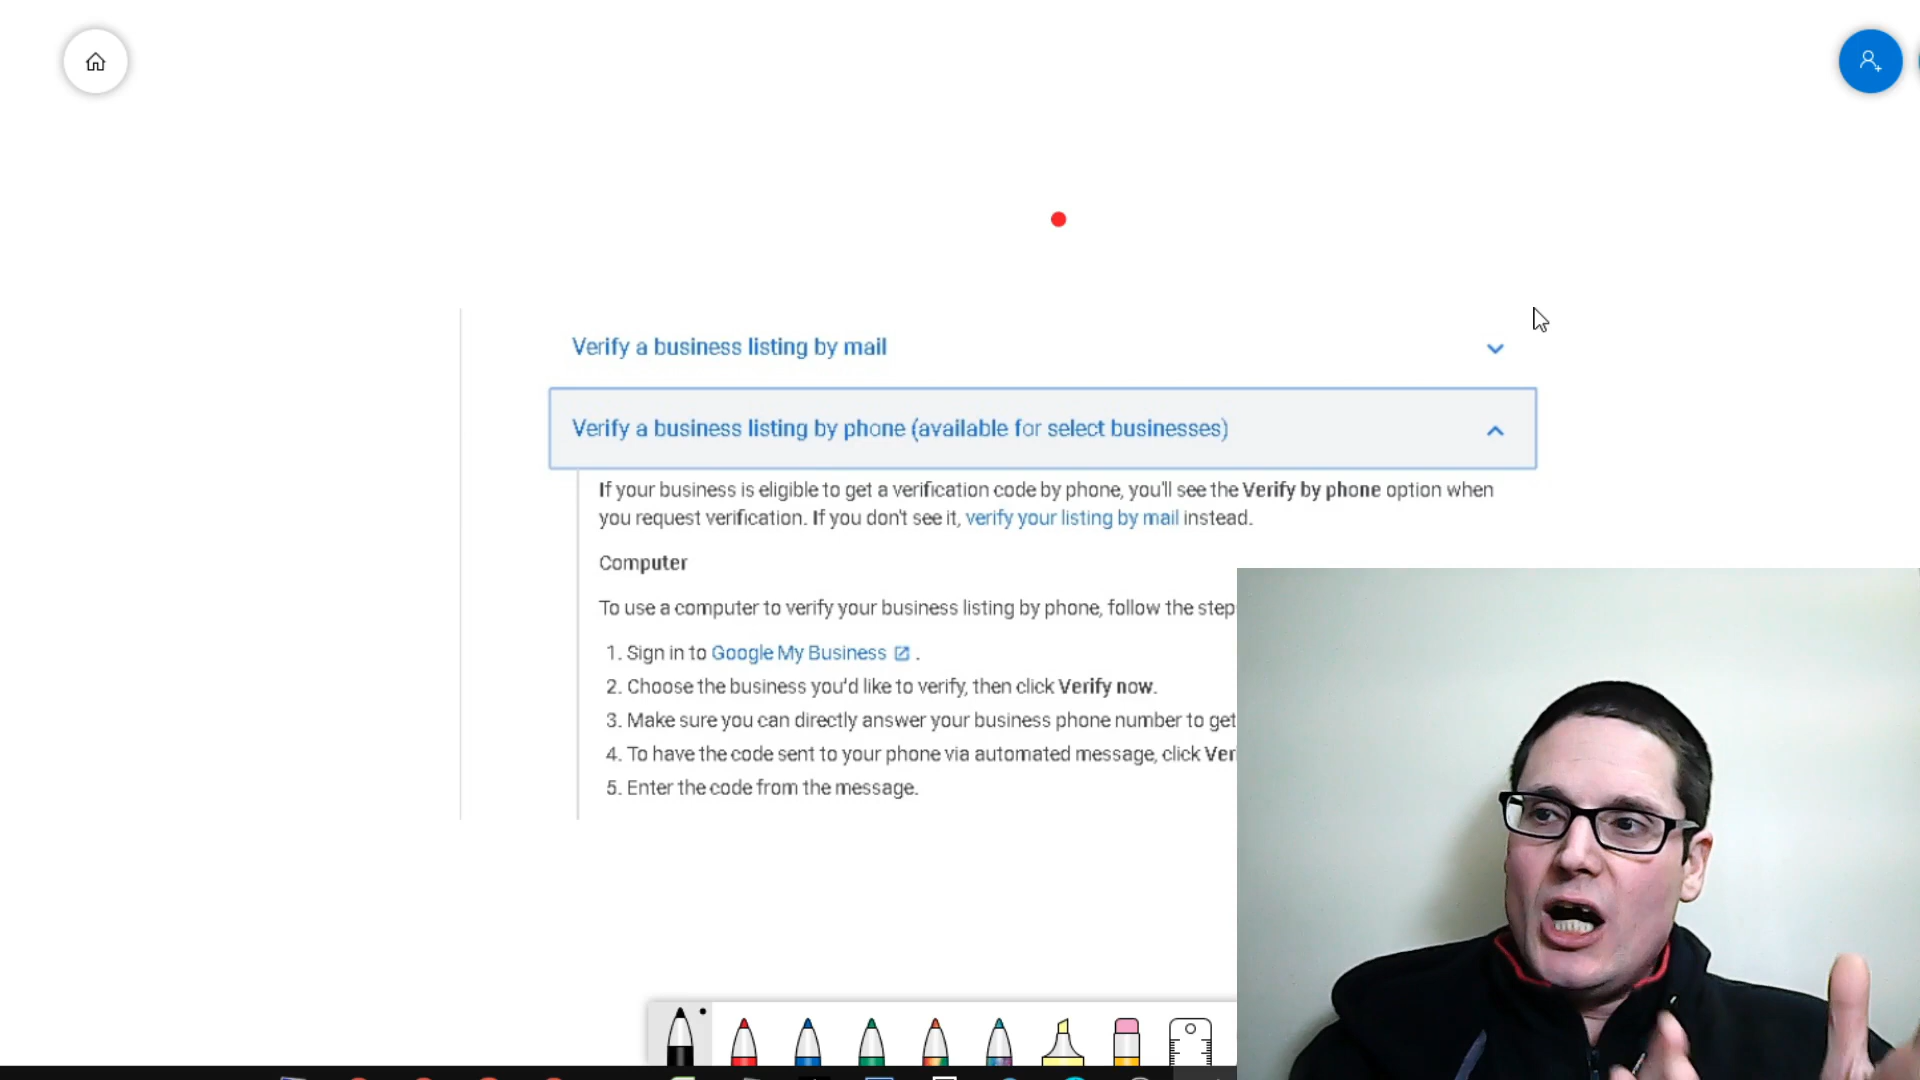 Verify a business listing by mail
Verify a business listing by phone (available for select businesses)
If your business is eligible to get a verification code by phone, you'll see the Verify by phone option when
you request verification. If you don't see it, verify your listing by mail instead.
Computer
To use a computer to verify your business listing by phone, follow the step
1. Sign in to Google My Business .
2. Choose the business you'd like to verify, then click Verify now.
3. Make sure you can directly answer your business phone number to get
4. To have the code sent to your phone via automated message, click Ver
5. Enter the code from the message.